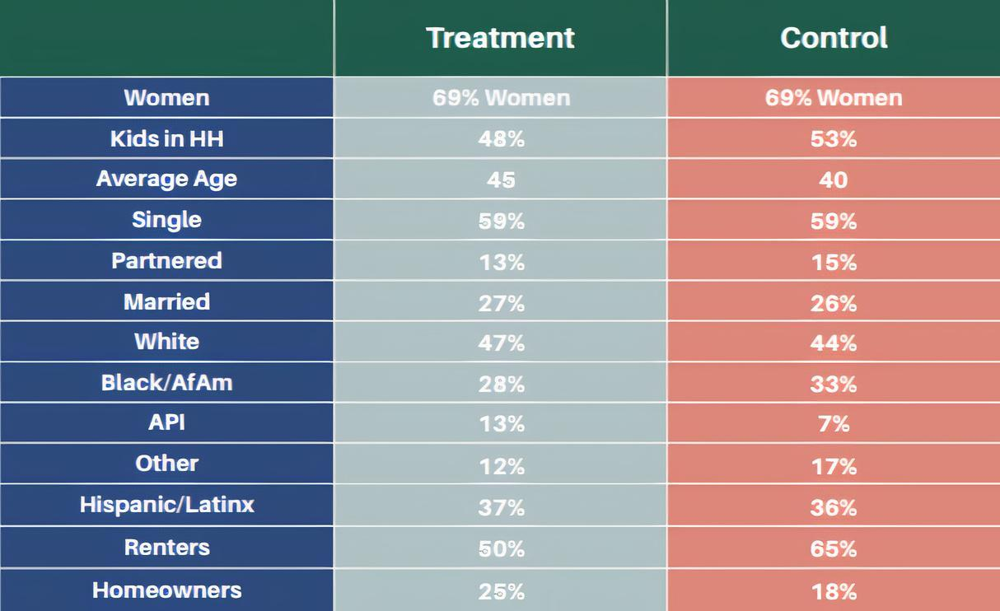 Treatment Control
Women 69% Women 69% Women
Kids in HH 48% 53%
Average Age 45 40
Single 59% 59%
Partnered 13% 15%
Married 27% 26%
White 47% 44%
Black/AfAm 28% 33%
API 13% 7%
Other 12% 17%
Hispanic/Latinx 37% 36%
Renters 50% 65%
Homeowners 25% 18%